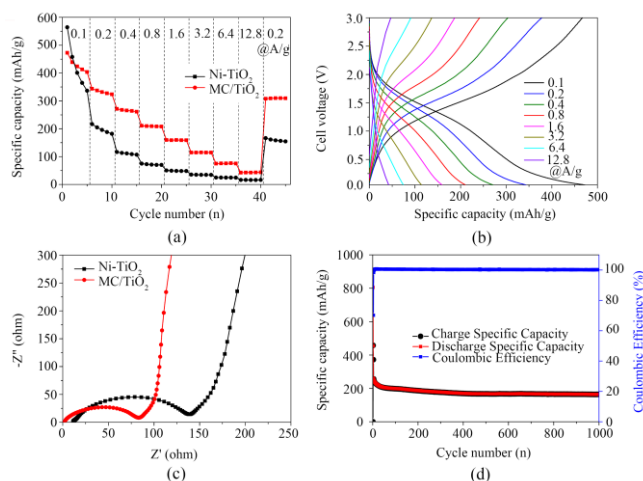 600
500
400
300
200
100
0
0.1 0.2 0.4 0.8 1.6 3.2 6.4 12.8 0.2
@A/g
Ni-TiO₂
MC/TiO₂
Specific capacity (mAh/g)
0 10 20 30 40
Cycle number (n)
(a)
3.0
2.5
2.0
1.5
1.0
0.5
0.0
Cell voltage (V)
0.1
0.2
0.4
0.8
1.6
3.2
6.4
12.8
@A/g
0 100 200 300 400 500
Specific capacity (mAh/g)
(b)
300
250
200
150
100
50
0
-Z" (ohm)
Ni-TiO₂
MC/TiO₂
0 50 100 150 200 250
Z' (ohm)
(c)
1000
800
600
400
200
0
Specific capacity (mAh/g)
Charge Specific Capacity
Discharge Specific Capacity
Coulombic Efficiency
100
80
60
40
20
0
Coulombic Efficiency (%)
0 200 400 600 800 1000
Cycle number (n)
(d)